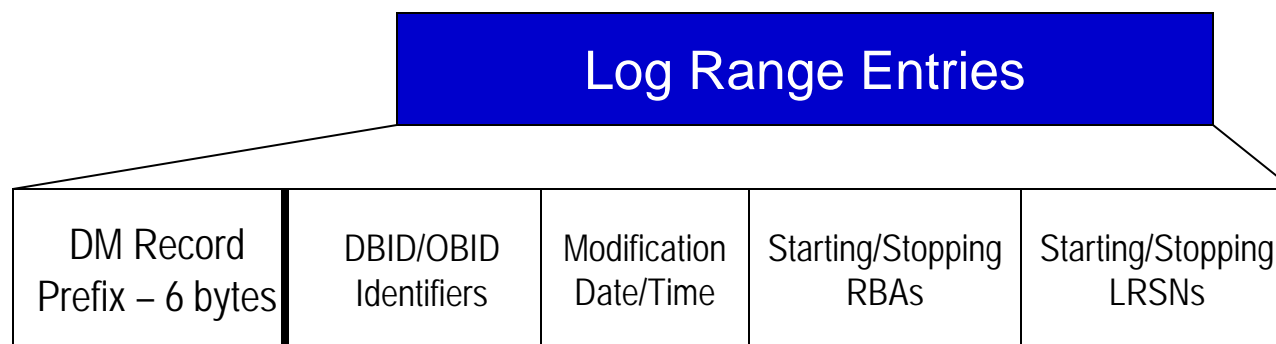 Log Range Entries
DM Record
Prefix – 6 bytes
DBID/OBID
Identifiers
Modification
Date/Time
Starting/Stopping
RBAs
Starting/Stopping
LRSNs